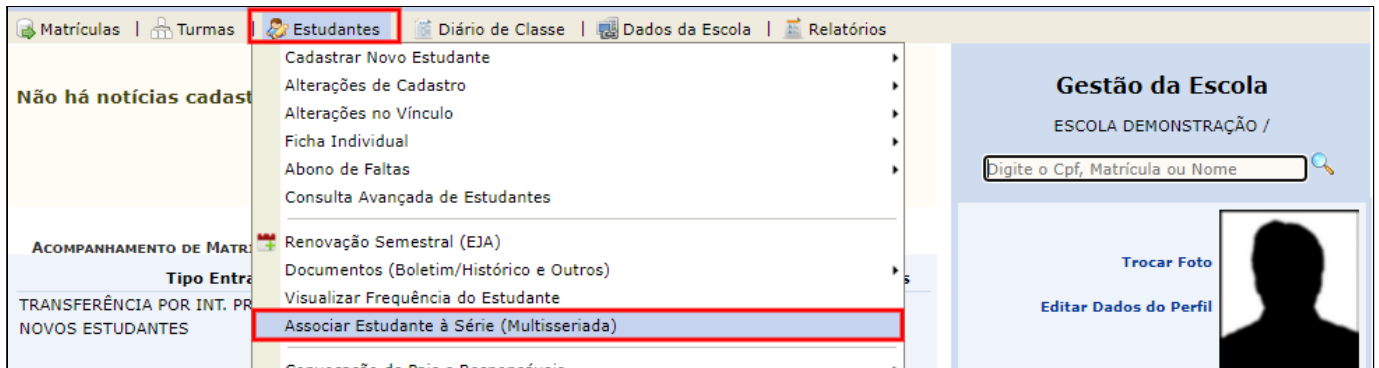 Matrículas | Turmas | Estudantes Diário de Classe | Dados da Escola | Relatórios
Não há notícias cadast
Cadastrar Novo Estudante
Alterações de Cadastro
Alterações no Vínculo
Ficha Individual
Abono de Faltas
Consulta Avançada de Estudantes
Renovação Semestral (EJA)
Documentos (Boletim/Histórico e Outros)
Visualizar Frequência do Estudante
Associar Estudante à Série (Multisseriada)
Gestão da Escola
ESCOLA DEMONSTRAÇÃO /
Digite o Cpf, Matrícula ou Nome
Trocar Foto
Editar Dados do Perfil
ACOMPANHAMENTO DE MATR
Tipo Entra
s
TRANSFERÊNCIA POR INT. PR
NOVOS ESTUDANTES